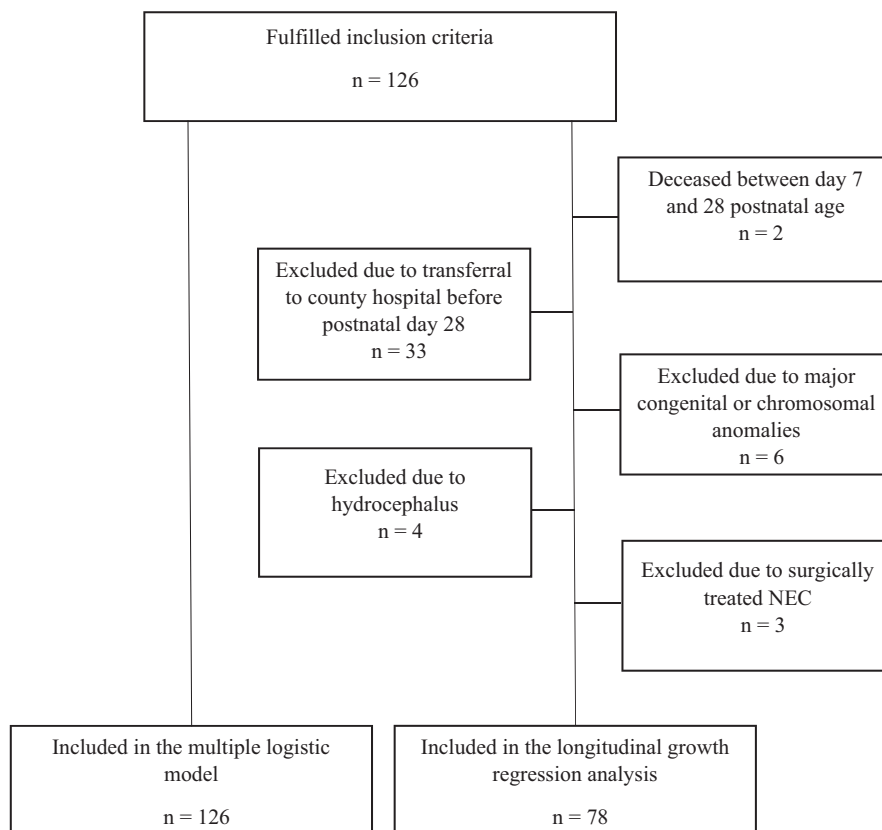 Fulfilled inclusion criteria
n = 126
Deceased between day 7
and 28 postnatal age
n = 2
Excluded due to transferral
to county hospital before
postnatal day 28
n = 33
Excluded due to major
congenital or chromosomal
anomalies
n = 6
Excluded due to
hydrocephalus
n = 4
Excluded due to surgically
treated NEC
n = 3
Included in the multiple logistic
model
n = 126
Included in the longitudinal growth
regression analysis
n = 78